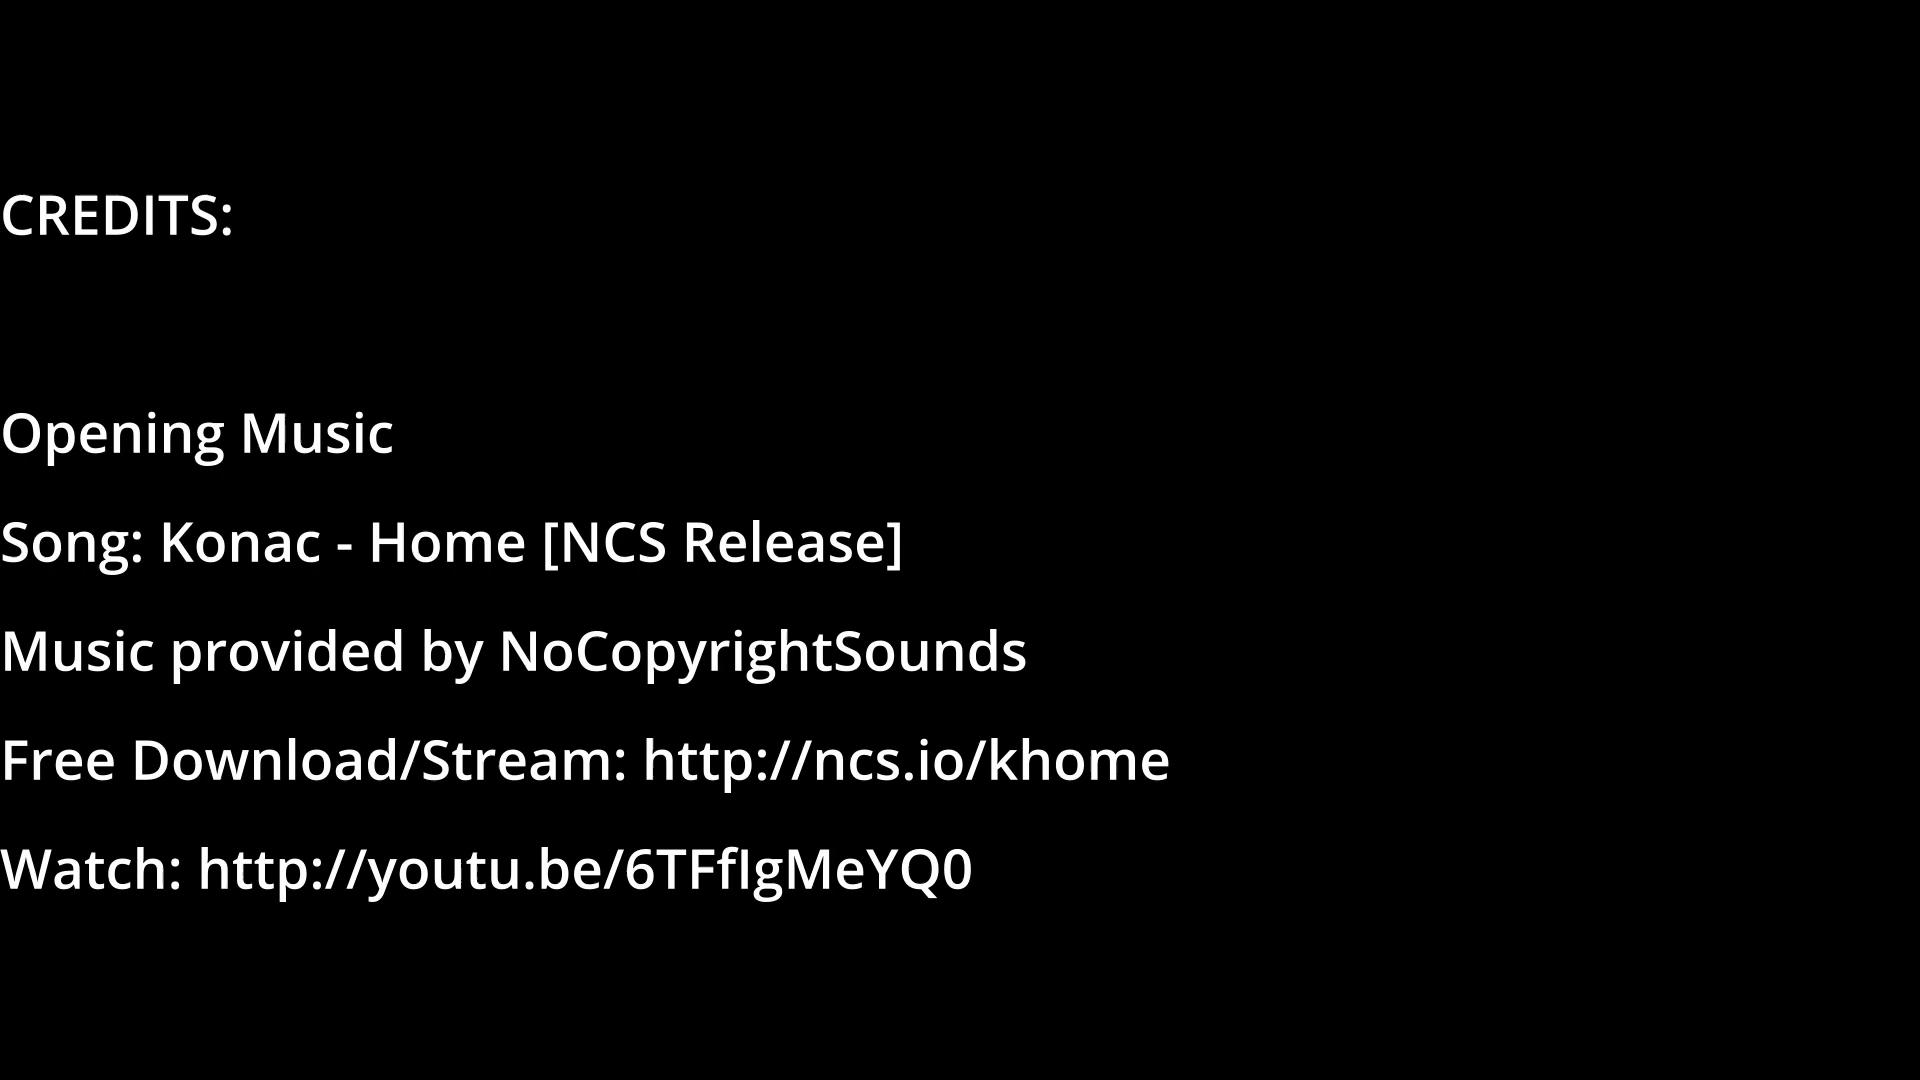 CREDITS:
Opening Music
Song: Konac - Home [NCS Release]
Music provided by NoCopyrightSounds
Free Download/Stream: http://ncs.io/khome
Watch: http://youtu.be/6TFfIgMeYQ0